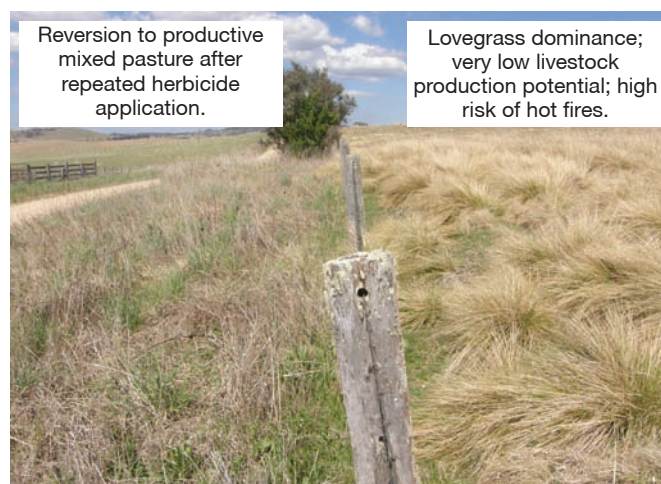 Reversion to productive
mixed pasture after
repeated herbicide
application.
Lovegrass dominance;
very low livestock
production potential; high
risk of hot fires.